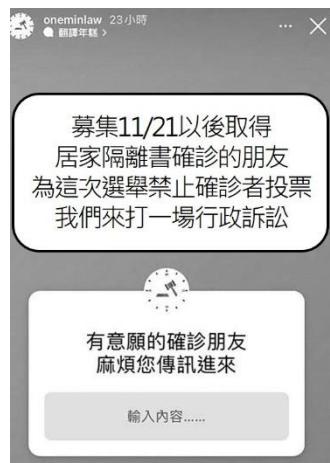 oneminlaw 23小時
翻譯年糕 >
募集11/21以後取得
居家隔離書確診的朋友
為這次選舉禁止確診者投票
我們來打一場行政訴訟
有意願的確診朋友
麻煩您傳訊進來
輸入內容......